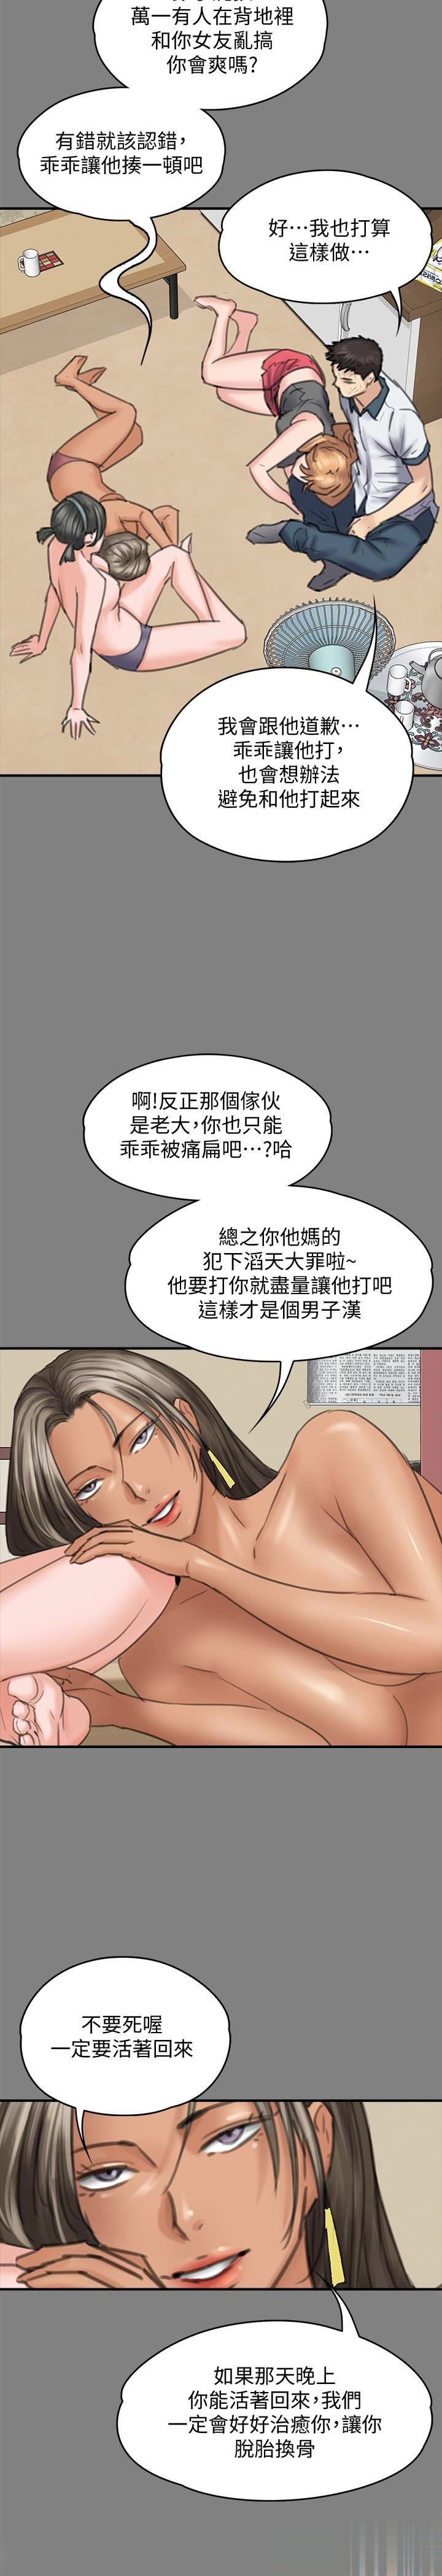 萬一有人在背地裡
和你女友亂搞
你會爽嗎?
有錯就該認錯,
乖乖讓他揍一頓吧
好…我也打算
這樣做…
我會跟他道歉…
乖乖讓他打,
也會想辦法
避免和他打起來
啊!反正那個傢伙
是老大,你也只能
乖乖被痛扁吧…?哈
總之你他媽的
犯下滔天大罪啦~
他要打你就盡量讓他打吧
這樣才是個男子漢
不要死喔
一定要活著回來
如果那天晚上
你能活著回來,我們
一定會好好治癒你,讓你
脫胎換骨